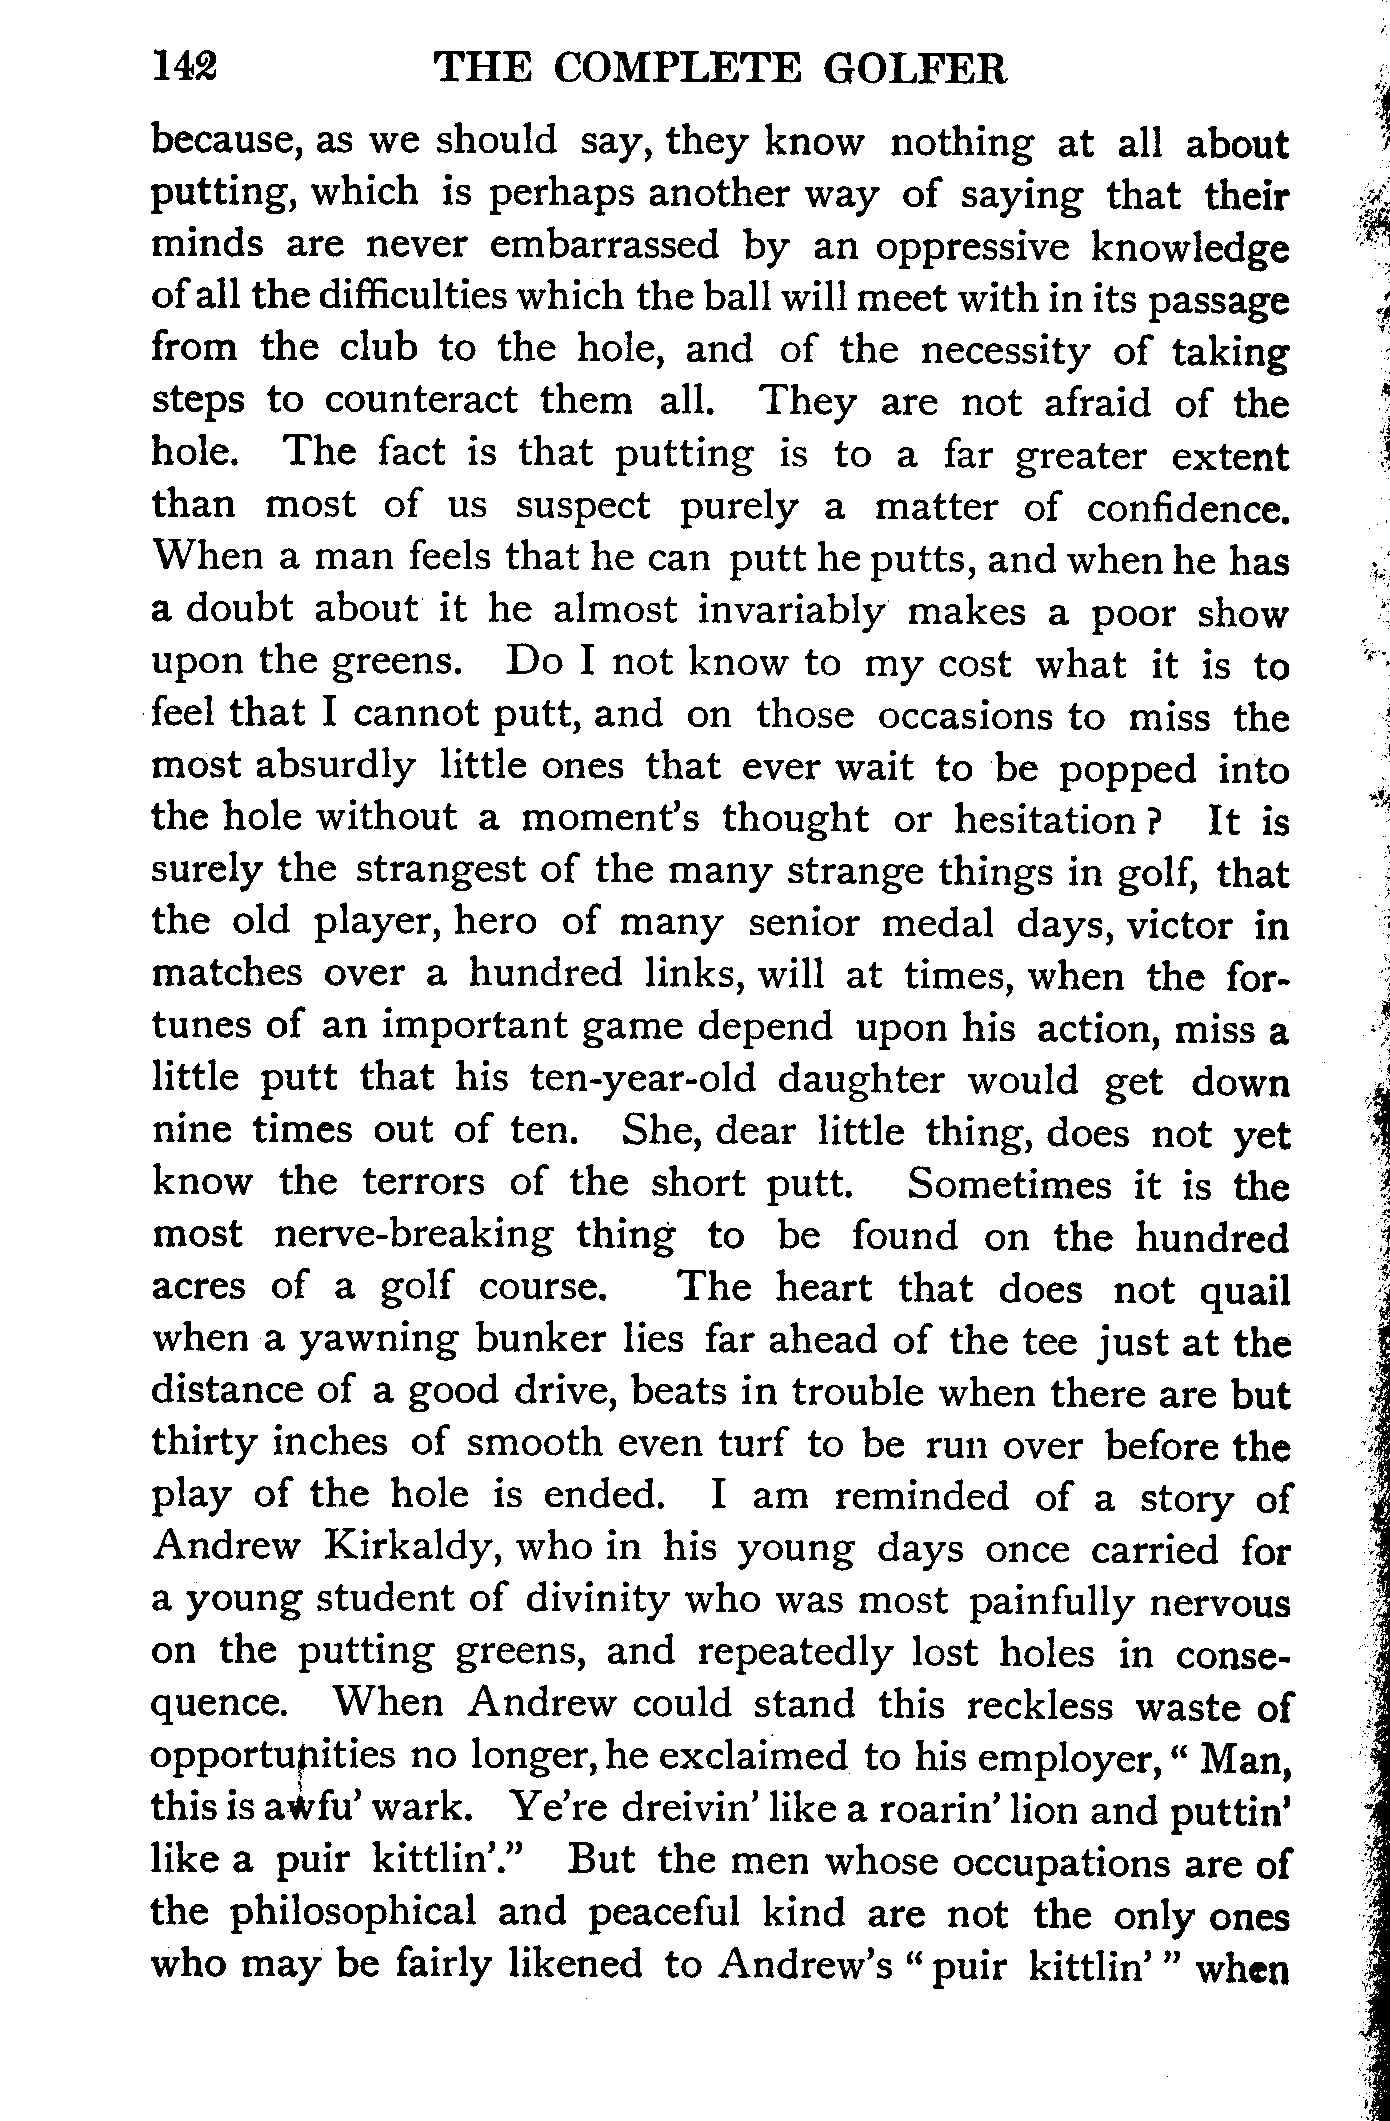 142 THE COMPLETE GOLFER
because, as we should say, they know nothing at all about
putting, which is perhaps another way of saying that their
minds are never embarrassed by an oppressive knowledge
of all the difficulties which the ball will meet with in its passage
from the club to the hole, and of the necessity of taking
steps to counteract them all. They are not afraid of the
hole. The fact is that putting is to a far greater extent
than most of us suspect purely a matter of confidence.
When a man feels that he can putt he putts, and when he has
a doubt about it he almost invariably makes a poor show
upon the greens. Do I not know to my cost what it is to
feel that I cannot putt, and on those occasions to miss the
most absurdly little ones that ever wait to be popped into
the hole without a moment's thought or hesitation? It is
surely the strangest of the many strange things in golf, that
the old player, hero of many senior medal days, victor in
matches over a hundred links, will at times, when the for-
tunes of an important game depend upon his action, miss a
little putt that his ten-year-old daughter would get down
nine times out of ten. She, dear little thing, does not yet
know the terrors of the short putt. Sometimes it is the
most nerve-breaking thing to be found on the hundred
acres of a golf course. The heart that does not quail
when a yawning bunker lies far ahead of the tee just at the
distance of a good drive, beats in trouble when there are but
thirty inches of smooth even turf to be run over before the
play of the hole is ended. I am reminded of a story of
Andrew Kirkaldy, who in his young days once carried for
a young student of divinity who was most painfully nervous
on the putting greens, and repeatedly lost holes in conse-
quence. When Andrew could stand this reckless waste of
opportunities no longer, he exclaimed to his employer, "Man,
this is awfu' wark. Ye're dreivin' like a roarin' lion and puttin'
like a puir kittlin'." But the men whose occupations are of
the philosophical and peaceful kind are not the only ones
who may be fairly likened to Andrew's "puir kittlin'" when